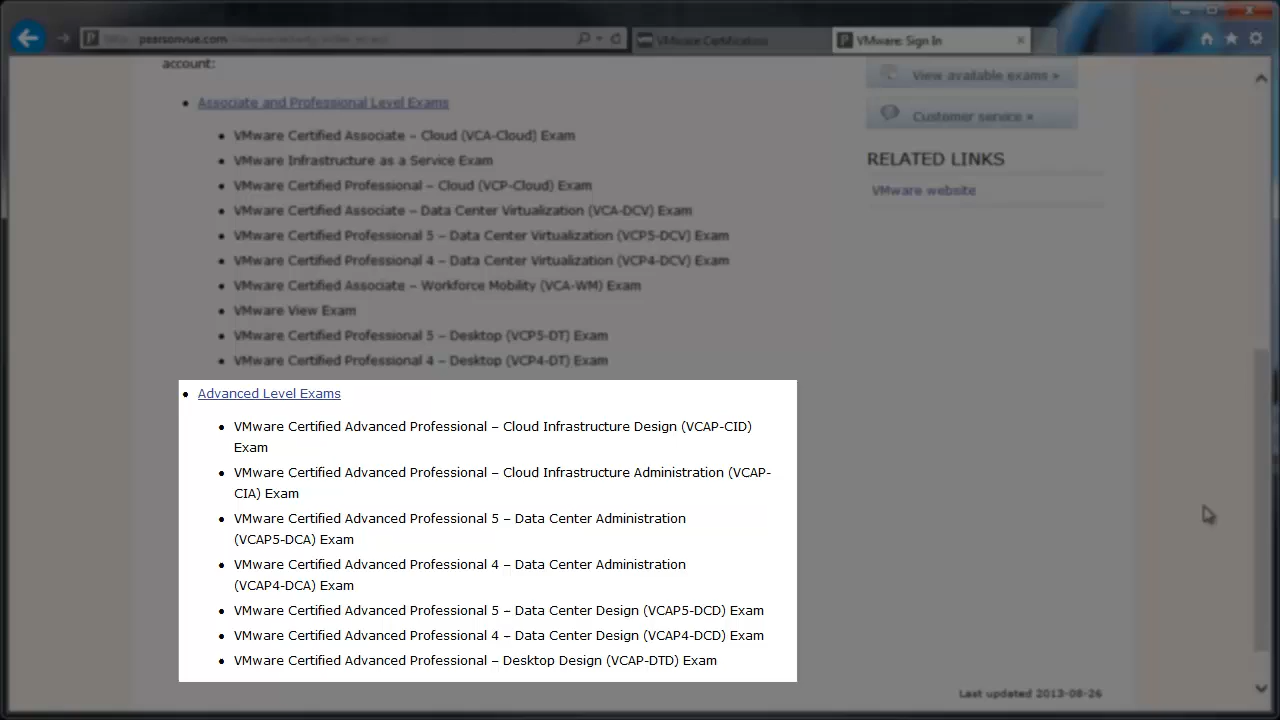 pearsonvue.com
VMware Certification
VMware: Sign In
account:
View available exams »
Customer service »
RELATED LINKS
VMware website
Associate and Professional Level Exams
VMware Certified Associate – Cloud (VCA-Cloud) Exam
VMware Infrastructure as a Service Exam
VMware Certified Professional – Cloud (VCP-Cloud) Exam
VMware Certified Associate – Data Center Virtualization (VCA-DCV) Exam
VMware Certified Professional 5 – Data Center Virtualization (VCP5-DCV) Exam
VMware Certified Professional 4 – Data Center Virtualization (VCP4-DCV) Exam
VMware Certified Associate – Workforce Mobility (VCA-WM) Exam
VMware View Exam
VMware Certified Professional 5 – Desktop (VCP5-DT) Exam
VMware Certified Professional 4 – Desktop (VCP4-DT) Exam
Advanced Level Exams
VMware Certified Advanced Professional – Cloud Infrastructure Design (VCAP-CID)
Exam
VMware Certified Advanced Professional – Cloud Infrastructure Administration (VCAP-
CIA) Exam
VMware Certified Advanced Professional 5 – Data Center Administration
(VCAP5-DCA) Exam
VMware Certified Advanced Professional 4 – Data Center Administration
(VCAP4-DCA) Exam
VMware Certified Advanced Professional 5 – Data Center Design (VCAP5-DCD) Exam
VMware Certified Advanced Professional 4 – Data Center Design (VCAP4-DCD) Exam
VMware Certified Advanced Professional – Desktop Design (VCAP-DTD) Exam
Last updated 2013-08-26